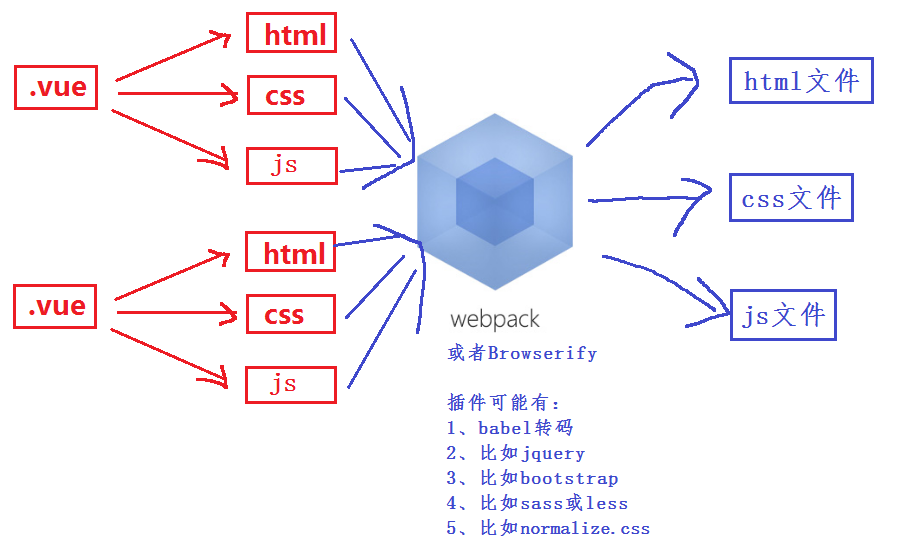 .vue
html
css
js
.vue
html
css
js
webpack
或者Browserify
插件可能有：
1、babel转码
2、比如jquery
3、比如bootstrap
4、比如sass或less
5、比如normalize.css
html文件
css文件
js文件